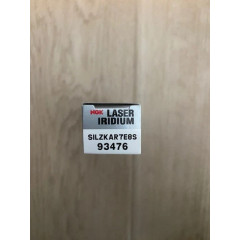 NGK LASER
IRIDIUM
SILZKAR7E8S
93476